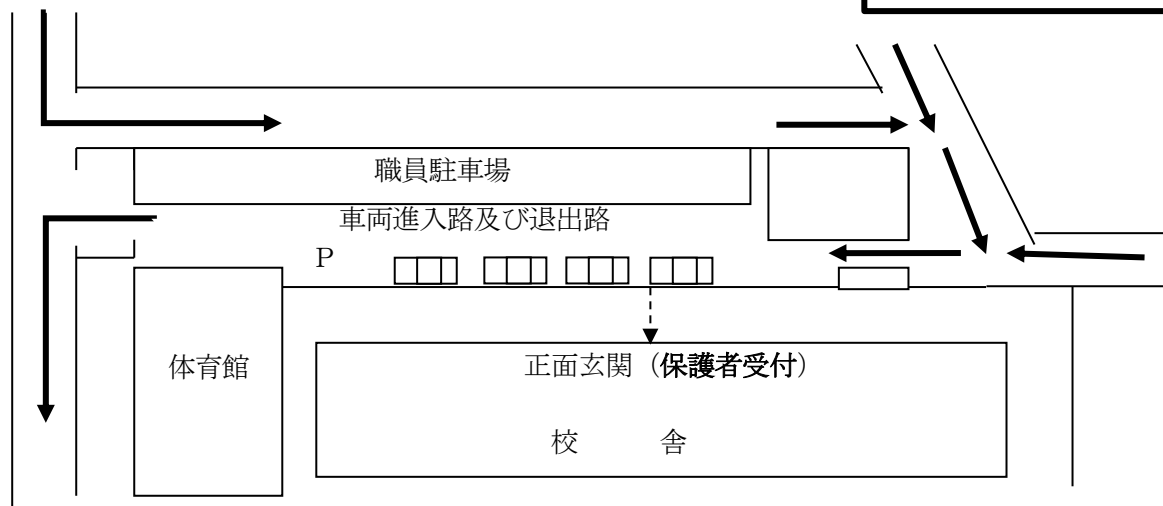 職員駐車場
車両進入路及び退出路
P
体育館
正面玄関（保護者受付）
校　　舎